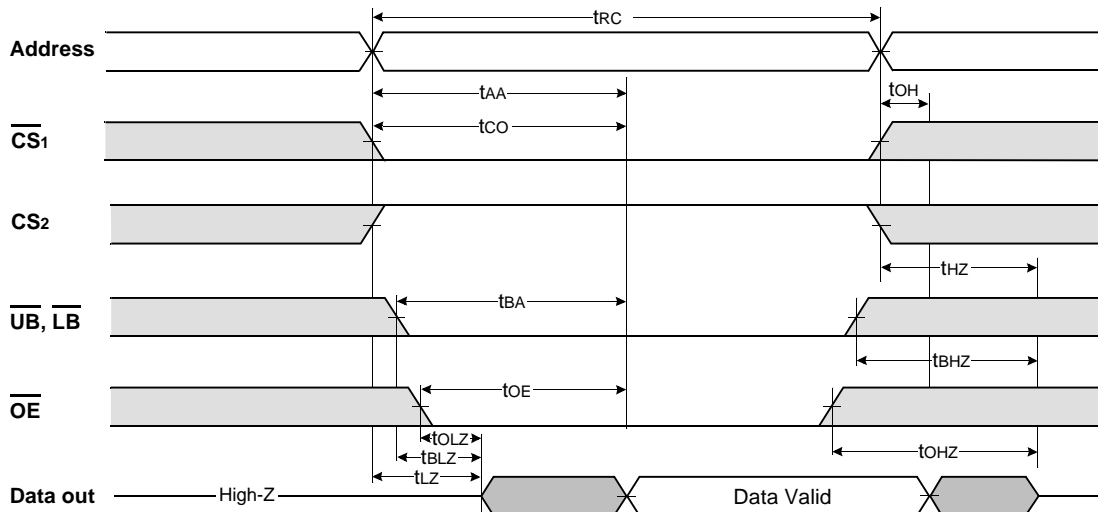 tRC
Address
tAA
tOH
tCO
CS1
CS2
tHZ
tBA
UB, LB
tBHZ
tOE
OE
tOLZ
tBLZ
tOHZ
tLZ
Data out High-Z Data Valid